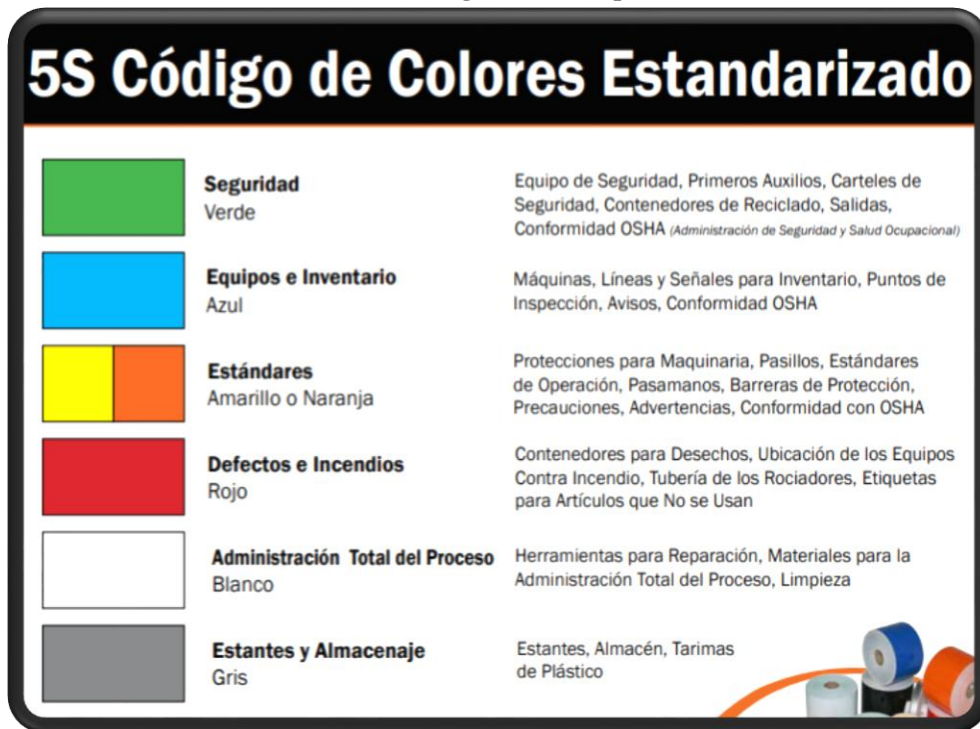 5S Código de Colores Estandarizado
Seguridad
Verde
Equipo de Seguridad, Primeros Auxilios, Carteles de
Seguridad, Contenedores de Reciclado, Salidas,
Conformidad OSHA (Administración de Seguridad y Salud Ocupacional)
Equipos e Inventario
Azul
Máquinas, Líneas y Señales para Inventario, Puntos de
Inspección, Avisos, Conformidad OSHA
Estándares
Amarillo o Naranja
Protecciones para Maquinaria, Pasillos, Estándares
de Operación, Pasamanos, Barreras de Protección,
Precauciones, Advertencias, Conformidad con OSHA
Defectos e Incendios
Rojo
Contenedores para Desechos, Ubicación de los Equipos
Contra Incendio, Tubería de los Rociadores, Etiquetas
para Artículos que No se Usan
Administración Total del Proceso
Blanco
Herramientas para Reparación, Materiales para la
Administración Total del Proceso, Limpieza
Estantes y Almacenaje
Gris
Estantes, Almacén, Tarimas
de Plástico